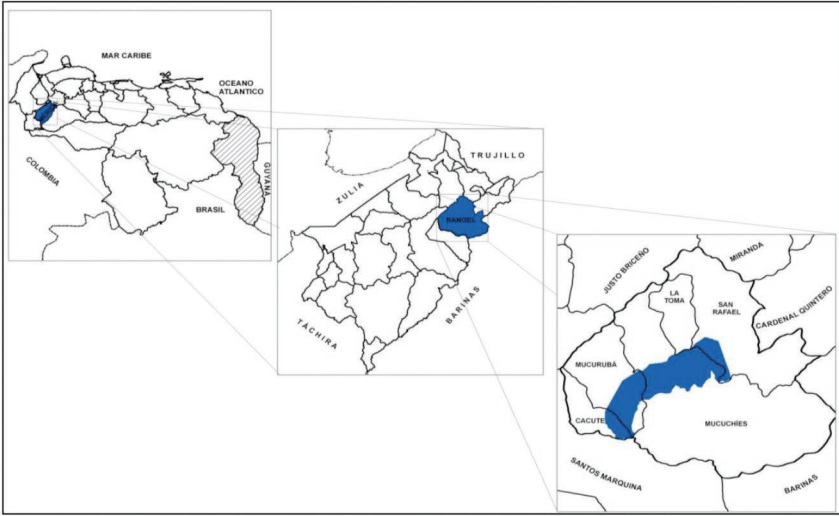 MAR CARIBE
OCEANO
ATLANTICO
COLOMBIA
GUYANA
BRASIL
TRUJILLO
ZULIA
RANGEL
BARINAS
TÁCHIRA
JUSTO BRICEÑO
MIRANDA
LA
TOMA
SAN
RAFAEL
CARDENAL QUINTERO
MUCURUBÁ
CACUTE
MUCUCHÍES
SANTOS MARQUINA
BARINAS